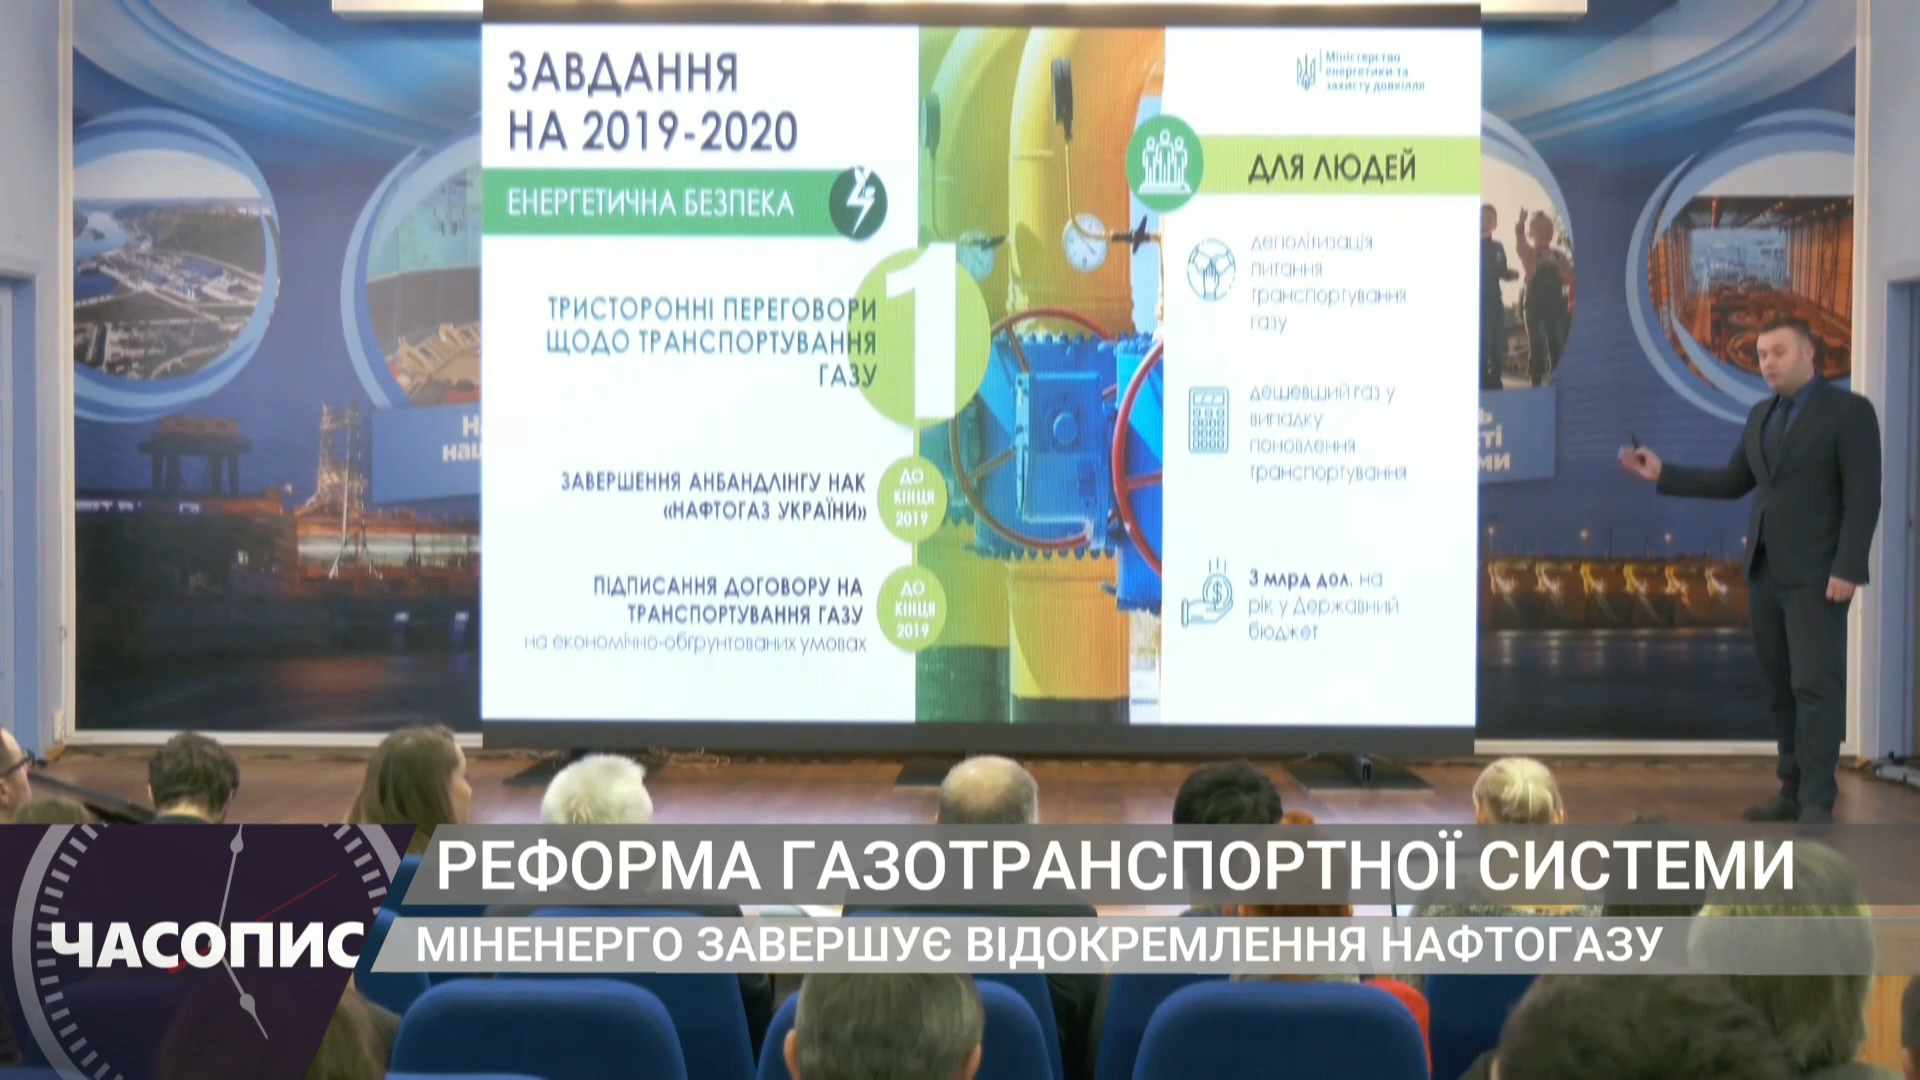 ЗАВДАННЯ
НА 2019-2020
ЕНЕРГЕТИЧНА БЕЗПЕКА
1
ТРИСТОРОННІ ПЕРЕГОВОРИ
ЩОДО ТРАНСПОРТУВАННЯ
ГАЗУ
ЗАВЕРШЕННЯ АНБАНДЛІНГУ НАК
«НАФТОГАЗ УКРАЇНИ»
ДО
КІНЦЯ
2019
ПІДПИСАННЯ ДОГОВОРУ НА
ТРАНСПОРТУВАННЯ ГАЗУ
на економічно-обґрунтованих умовах
ДО
КІНЦЯ
2019
Міністерство
енергетики та
захисту довкілля
ДЛЯ ЛЮДЕЙ
деполітизація
питання
транспортування
газу
дешевший газ у
випадку
поновлення
транспортування
3 млрд дол. на
рік у Державний
бюджет
РЕФОРМА ГАЗОТРАНСПОРТНОЇ СИСТЕМИ
ЧАСОПИС
МІНЕНЕРГО ЗАВЕРШУЄ ВІДОКРЕМЛЕННЯ НАФТОГАЗУ